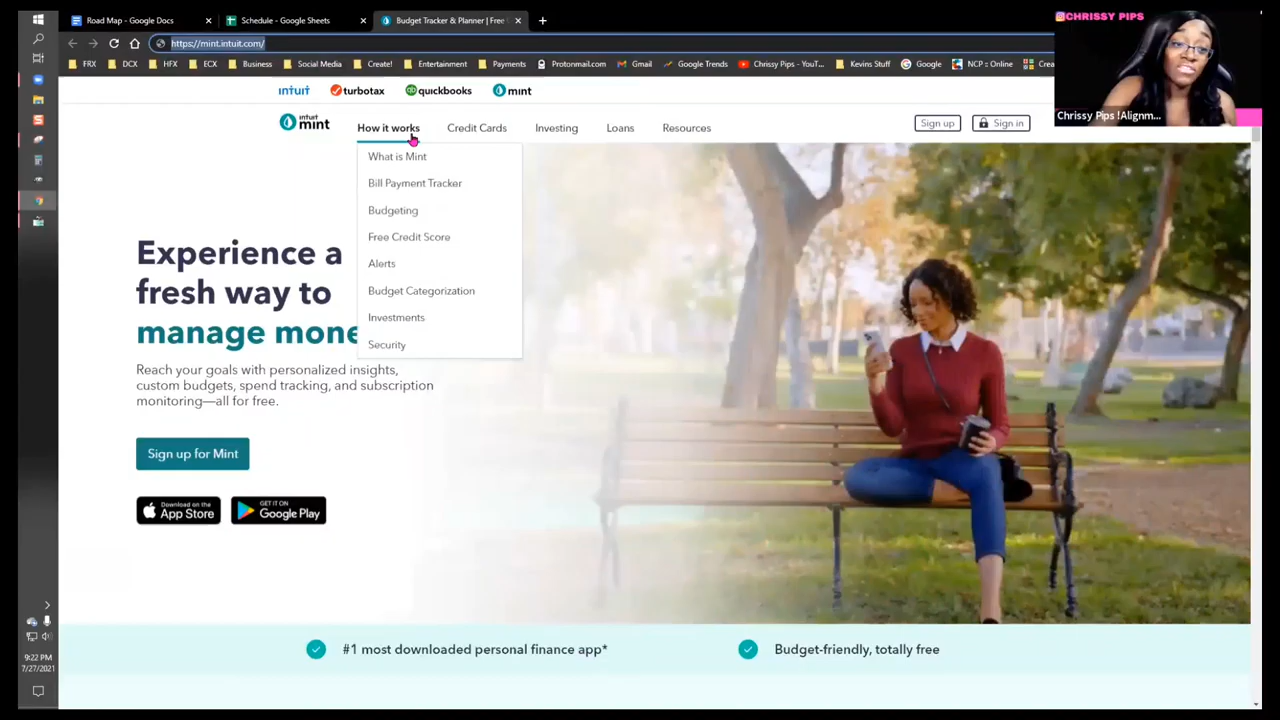 Road Map - Google Docs
Schedule - Google Sheets
Budget Tracker & Planner | Free
https://mint.intuit.com/
FRX
DCX
HFX
ECX
Business
Social Media
Create!
Entertainment
Payments
Protonmail.com
Gmail
Google Trends
Chrissy Pips - YouT...
Kevins Stuff
Google
NCP :: Online
Crea
CHRISSY PIPS
Chrissy Pips !Alignm...
intuit
turbotax
quickbooks
mint
intuit
mint
How it works
Credit Cards
Investing
Loans
Resources
Sign up
Sign in
What is Mint
Bill Payment Tracker
Budgeting
Free Credit Score
Alerts
Budget Categorization
Investments
Security
Experience a
fresh way to
manage mone
Reach your goals with personalized insights,
custom budgets, spend tracking, and subscription
monitoring—all for free.
Sign up for Mint
Download on the
App Store
GET IT ON
Google Play
#1 most downloaded personal finance app*
Budget-friendly, totally free
9:22 PM
7/27/2021